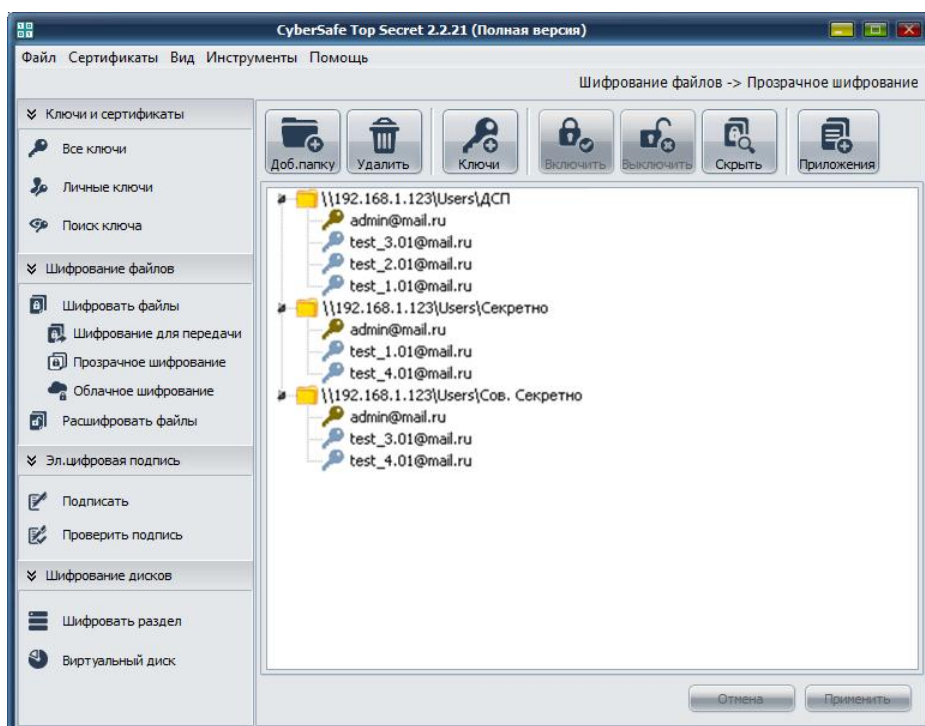 CyberSafe Top Secret 2.2.21 (Полная версия)
Файл Сертификаты Вид Инструменты Помощь
Шифрование файлов -> Прозрачное шифрование
Ключи и сертификаты
Все ключи
Личные ключи
Поиск ключа
Шифрование файлов
Шифровать файлы
Шифрование для передачи
Прозрачное шифрование
Облачное шифрование
Расшифровать файлы
Эл.цифровая подпись
Подписать
Проверить подпись
Шифрование дисков
Шифровать раздел
Виртуальный диск
Доб.папку Удалить Ключи Включить Выключить Скрыть Приложения
\\192.168.1.123\Users\ДСП
admin@mail.ru
test_3.01@mail.ru
test_2.01@mail.ru
test_1.01@mail.ru
\\192.168.1.123\Users\Секретно
admin@mail.ru
test_1.01@mail.ru
test_4.01@mail.ru
\\192.168.1.123\Users\Сов. Секретно
admin@mail.ru
test_3.01@mail.ru
test_4.01@mail.ru
Отмена Применить